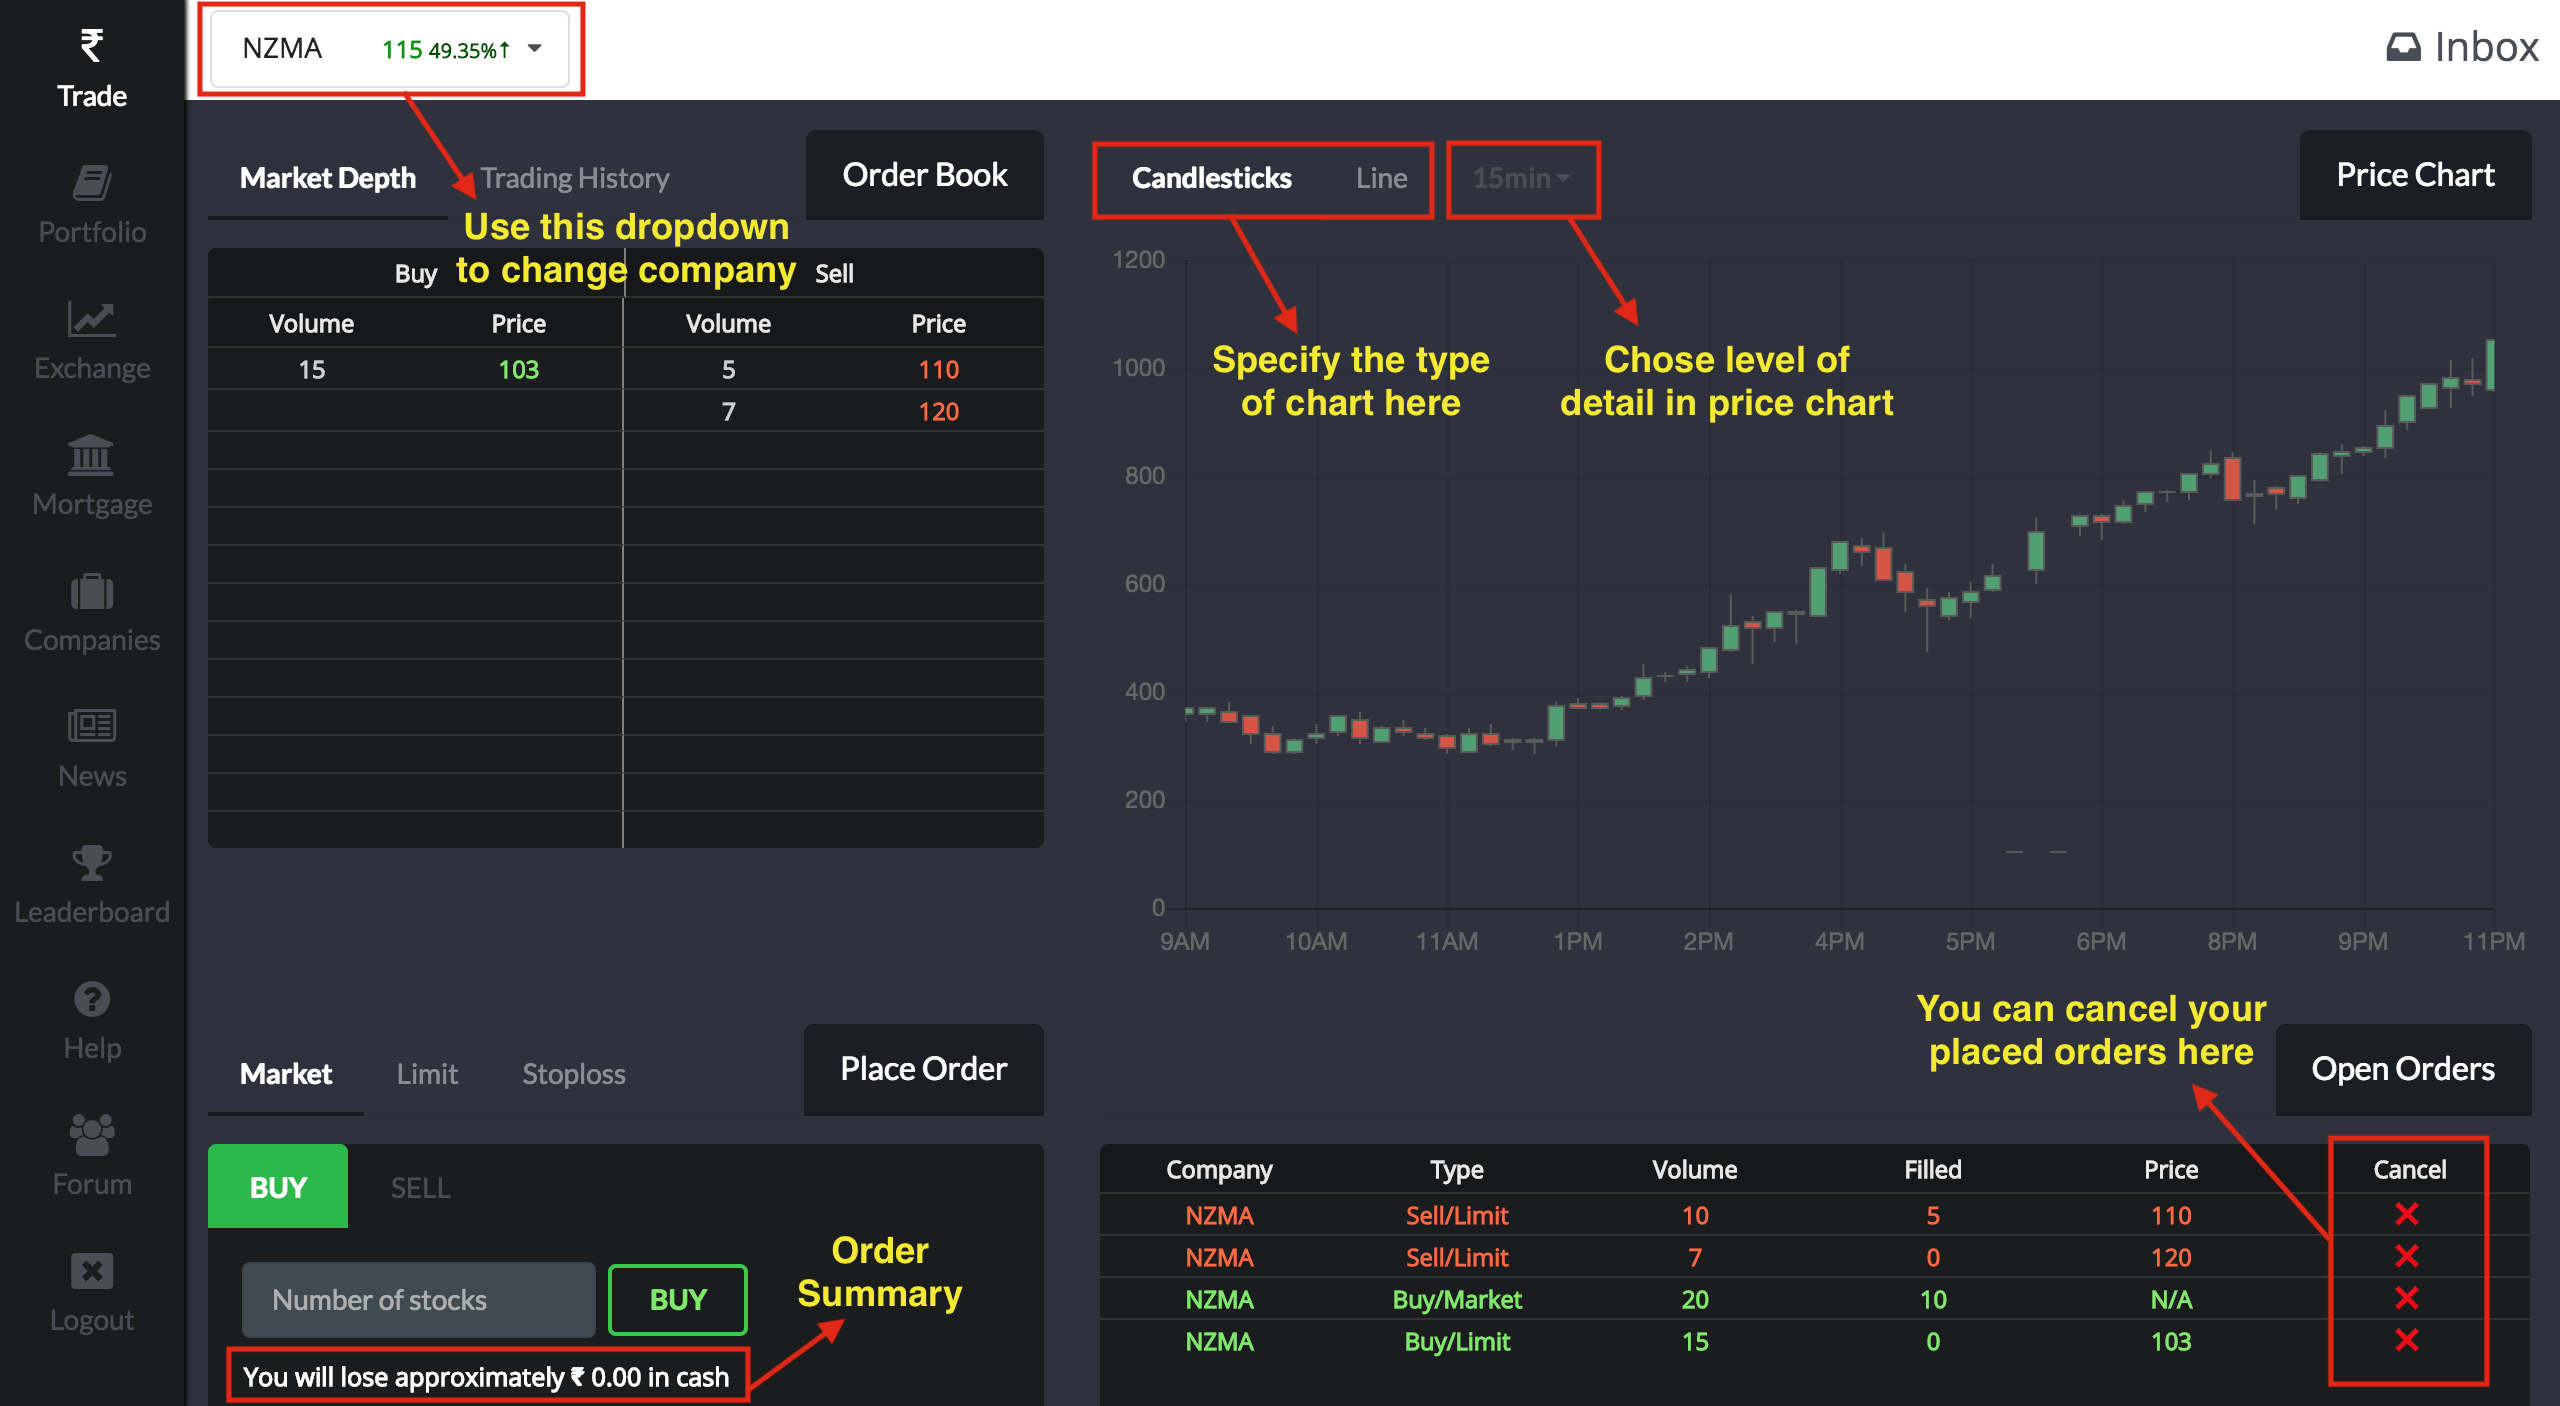 ₹
Trade
Portfolio
Exchange
Mortgage
Companies
News
Leaderboard
Help
Forum
Logout
NZMA 115 49.35%↑
Inbox
Market Depth Trading History Order Book
Use this dropdown
to change company
Buy Sell
Volume Price Volume Price
15 103 5 110
7 120
Candlesticks Line 15min Price Chart
Specify the type
of chart here
Chose level of
detail in price chart
1200
1000
800
600
400
200
0
9AM 10AM 11AM 1PM 2PM 4PM 5PM 6PM 8PM 9PM 11PM
Market Limit Stoploss Place Order
BUY SELL
Number of stocks BUY
Order
Summary
You will lose approximately ₹ 0.00 in cash
You can cancel your
placed orders here
Open Orders
Company Type Volume Filled Price Cancel
NZMA Sell/Limit 10 5 110
NZMA Sell/Limit 7 0 120
NZMA Buy/Market 20 10 N/A
NZMA Buy/Limit 15 0 103